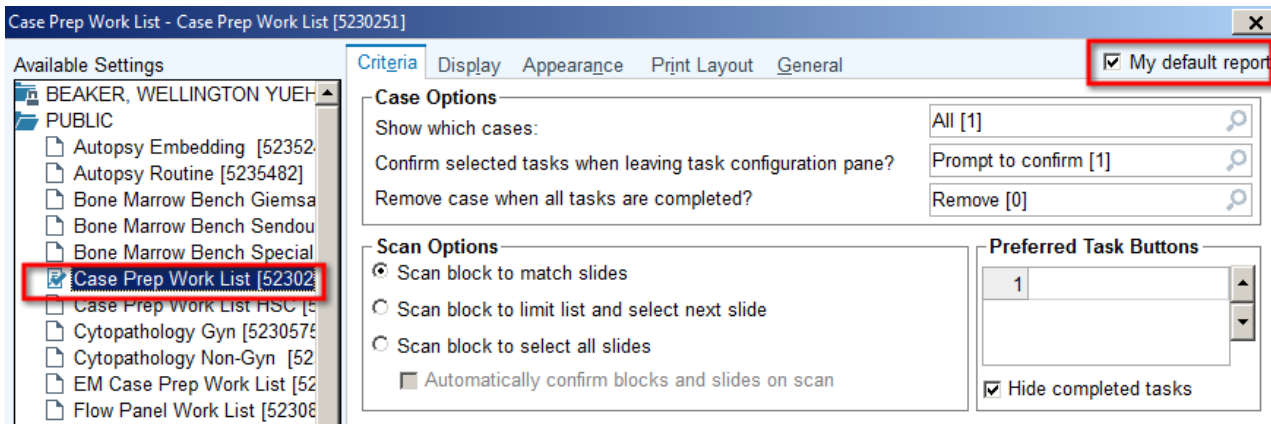 Case Prep Work List - Case Prep Work List [5230251]
Available Settings
BEAKER, WELLINGTON YUEH
PUBLIC
Autopsy Embedding [52352
Autopsy Routine [5235482]
Bone Marrow Bench Giemsa
Bone Marrow Bench Sendou
Bone Marrow Bench Special
Case Prep Work List [52302
Case Prep Work List HSC [5
Cytopathology Gyn [5230575
Cytopathology Non-Gyn [52
EM Case Prep Work List [52
Flow Panel Work List [52308
Criteria Display Appearance Print Layout General
My default report
Case Options
Show which cases: All [1]
Confirm selected tasks when leaving task configuration pane? Prompt to confirm [1]
Remove case when all tasks are completed? Remove [0]
Scan Options
Scan block to match slides
Scan block to limit list and select next slide
Scan block to select all slides
Automatically confirm blocks and slides on scan
Preferred Task Buttons
1
Hide completed tasks